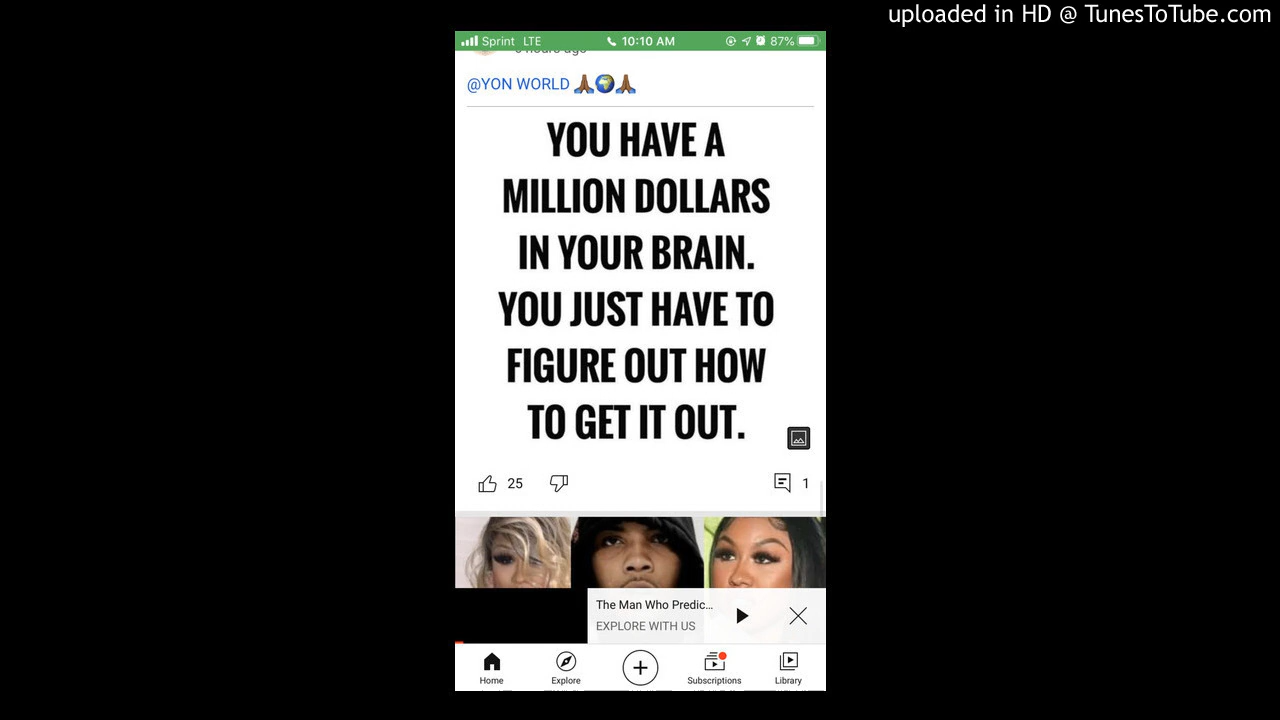 uploaded in HD @ TunesToTube.com
Sprint LTE 10:10 AM 87%
hours ago
@YON WORLD 🙏🏾🌍🙏🏾
YOU HAVE A
MILLION DOLLARS
IN YOUR BRAIN.
YOU JUST HAVE TO
FIGURE OUT HOW
TO GET IT OUT.
25 1
The Man Who Predic...
EXPLORE WITH US
Home Explore Subscriptions Library